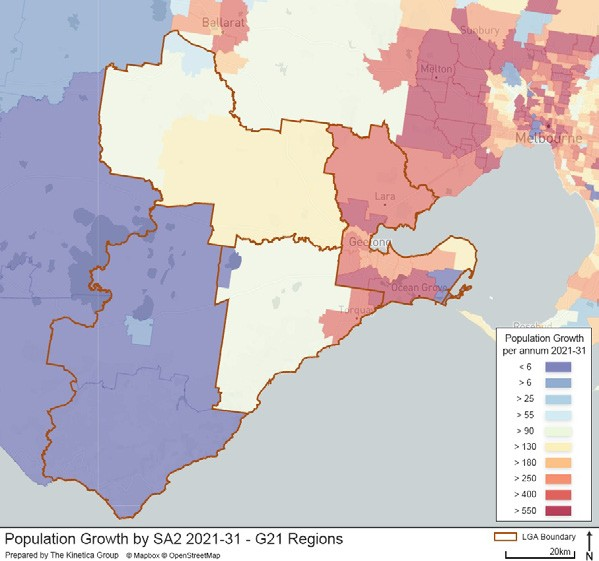 Ballarat
Sunbury
Melton
Melbourne
Lara
Geelong
Ocean Grove
Torquay
Rosebud
Population Growth
per annum 2021-31
< 6
> 6
> 25
> 55
> 90
> 130
> 180
> 250
> 400
> 550
LGA Boundary
20km
N
Population Growth by SA2 2021-31 - G21 Regions
Prepared by The Kinetica Group © Mapbox © OpenStreetMap